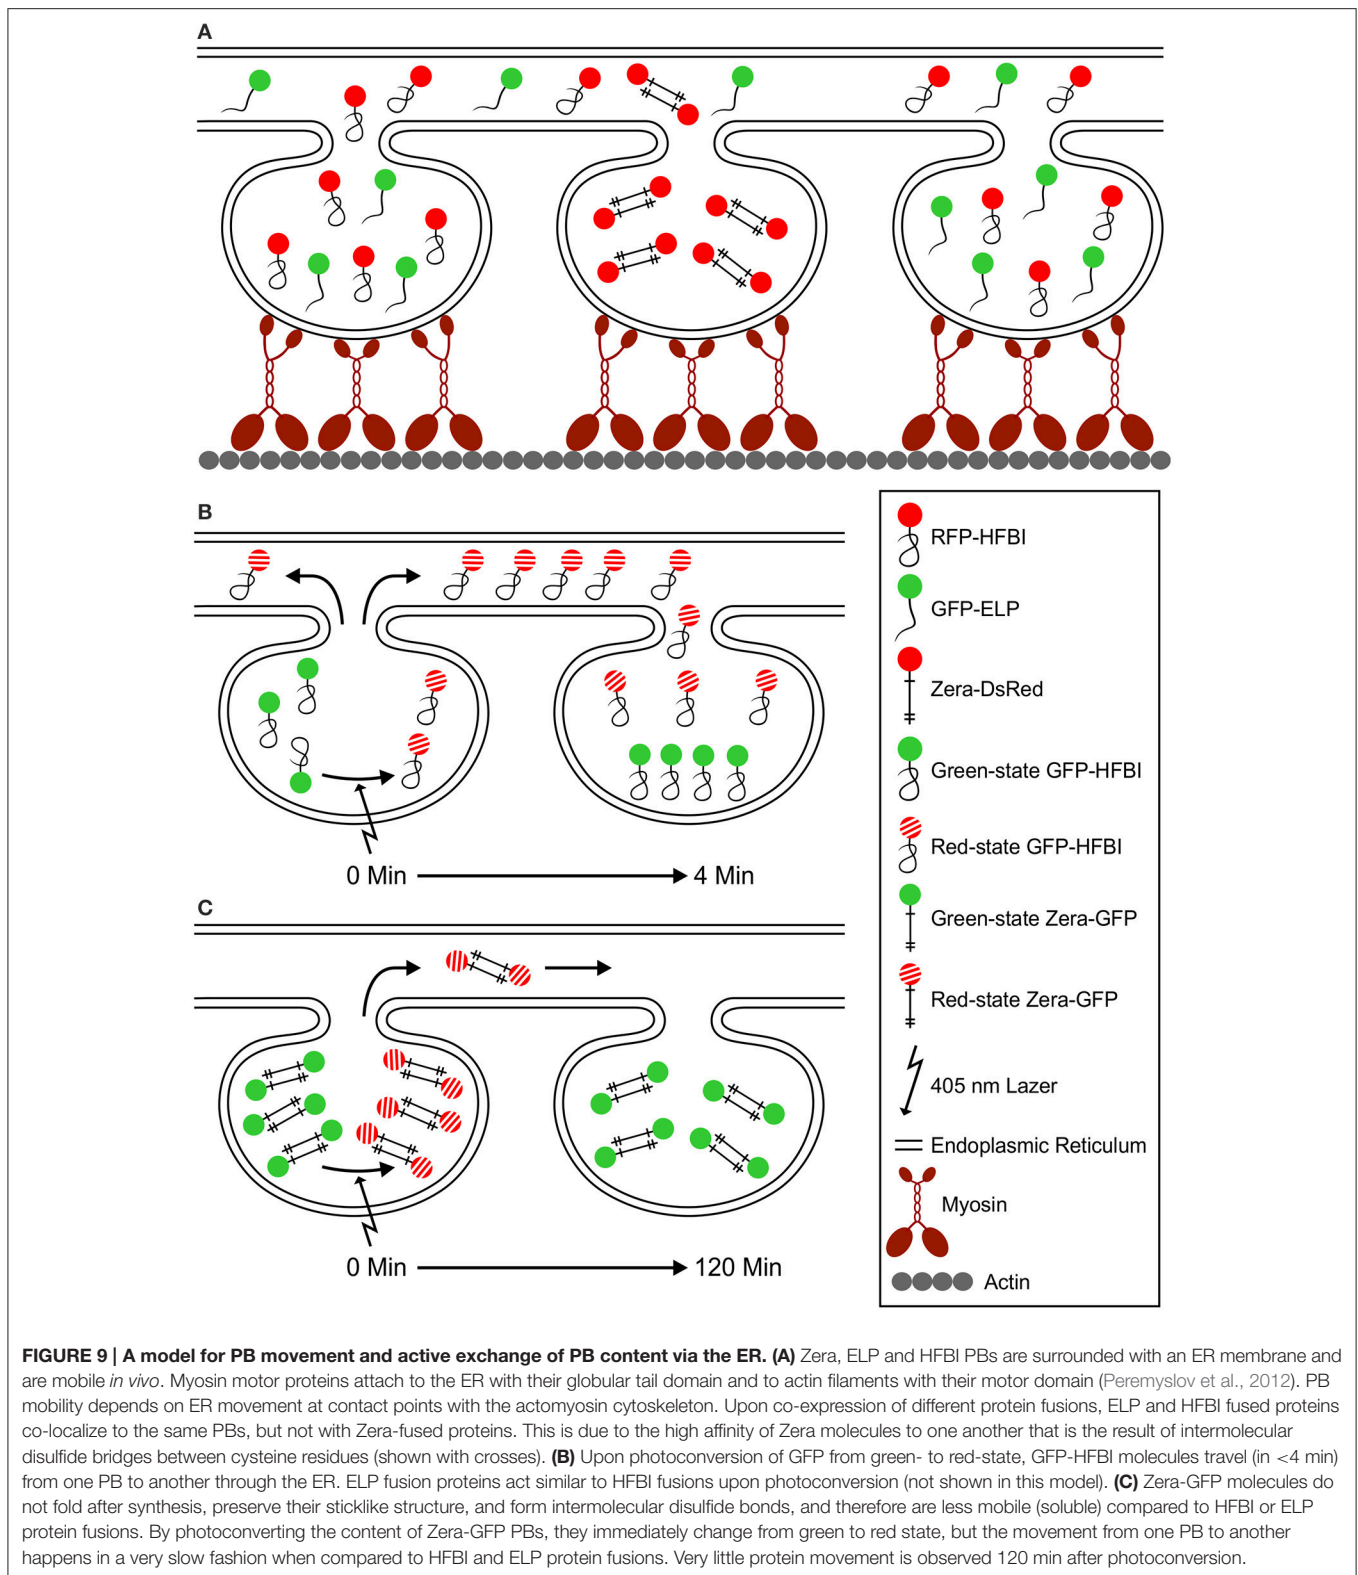 A
B
0 Min
4 Min
C
0 Min
120 Min
RFP-HFBI
GFP-ELP
Zera-DsRed
Green-state GFP-HFBI
Red-state GFP-HFBI
Green-state Zera-GFP
Red-state Zera-GFP
405 nm Lazer
Endoplasmic Reticulum
Myosin
Actin
FIGURE 9 | A model for PB movement and active exchange of PB content via the ER. (A) Zera, ELP and HFBI PBs are surrounded with an ER membrane and
are mobile in vivo. Myosin motor proteins attach to the ER with their globular tail domain and to actin filaments with their motor domain (Peremyslov et al., 2012). PB
mobility depends on ER movement at contact points with the actomyosin cytoskeleton. Upon co-expression of different protein fusions, ELP and HFBI fused proteins
co-localize to the same PBs, but not with Zera-fused proteins. This is due to the high affinity of Zera molecules to one another that is the result of intermolecular
disulfide bridges between cysteine residues (shown with crosses). (B) Upon photoconversion of GFP from green- to red-state, GFP-HFBI molecules travel (in <4 min)
from one PB to another through the ER. ELP fusion proteins act similar to HFBI fusions upon photoconversion (not shown in this model). (C) Zera-GFP molecules do
not fold after synthesis, preserve their sticklike structure, and form intermolecular disulfide bonds, and therefore are less mobile (soluble) compared to HFBI or ELP
protein fusions. By photoconverting the content of Zera-GFP PBs, they immediately change from green to red state, but the movement from one PB to another
happens in a very slow fashion when compared to HFBI and ELP protein fusions. Very little protein movement is observed 120 min after photoconversion.